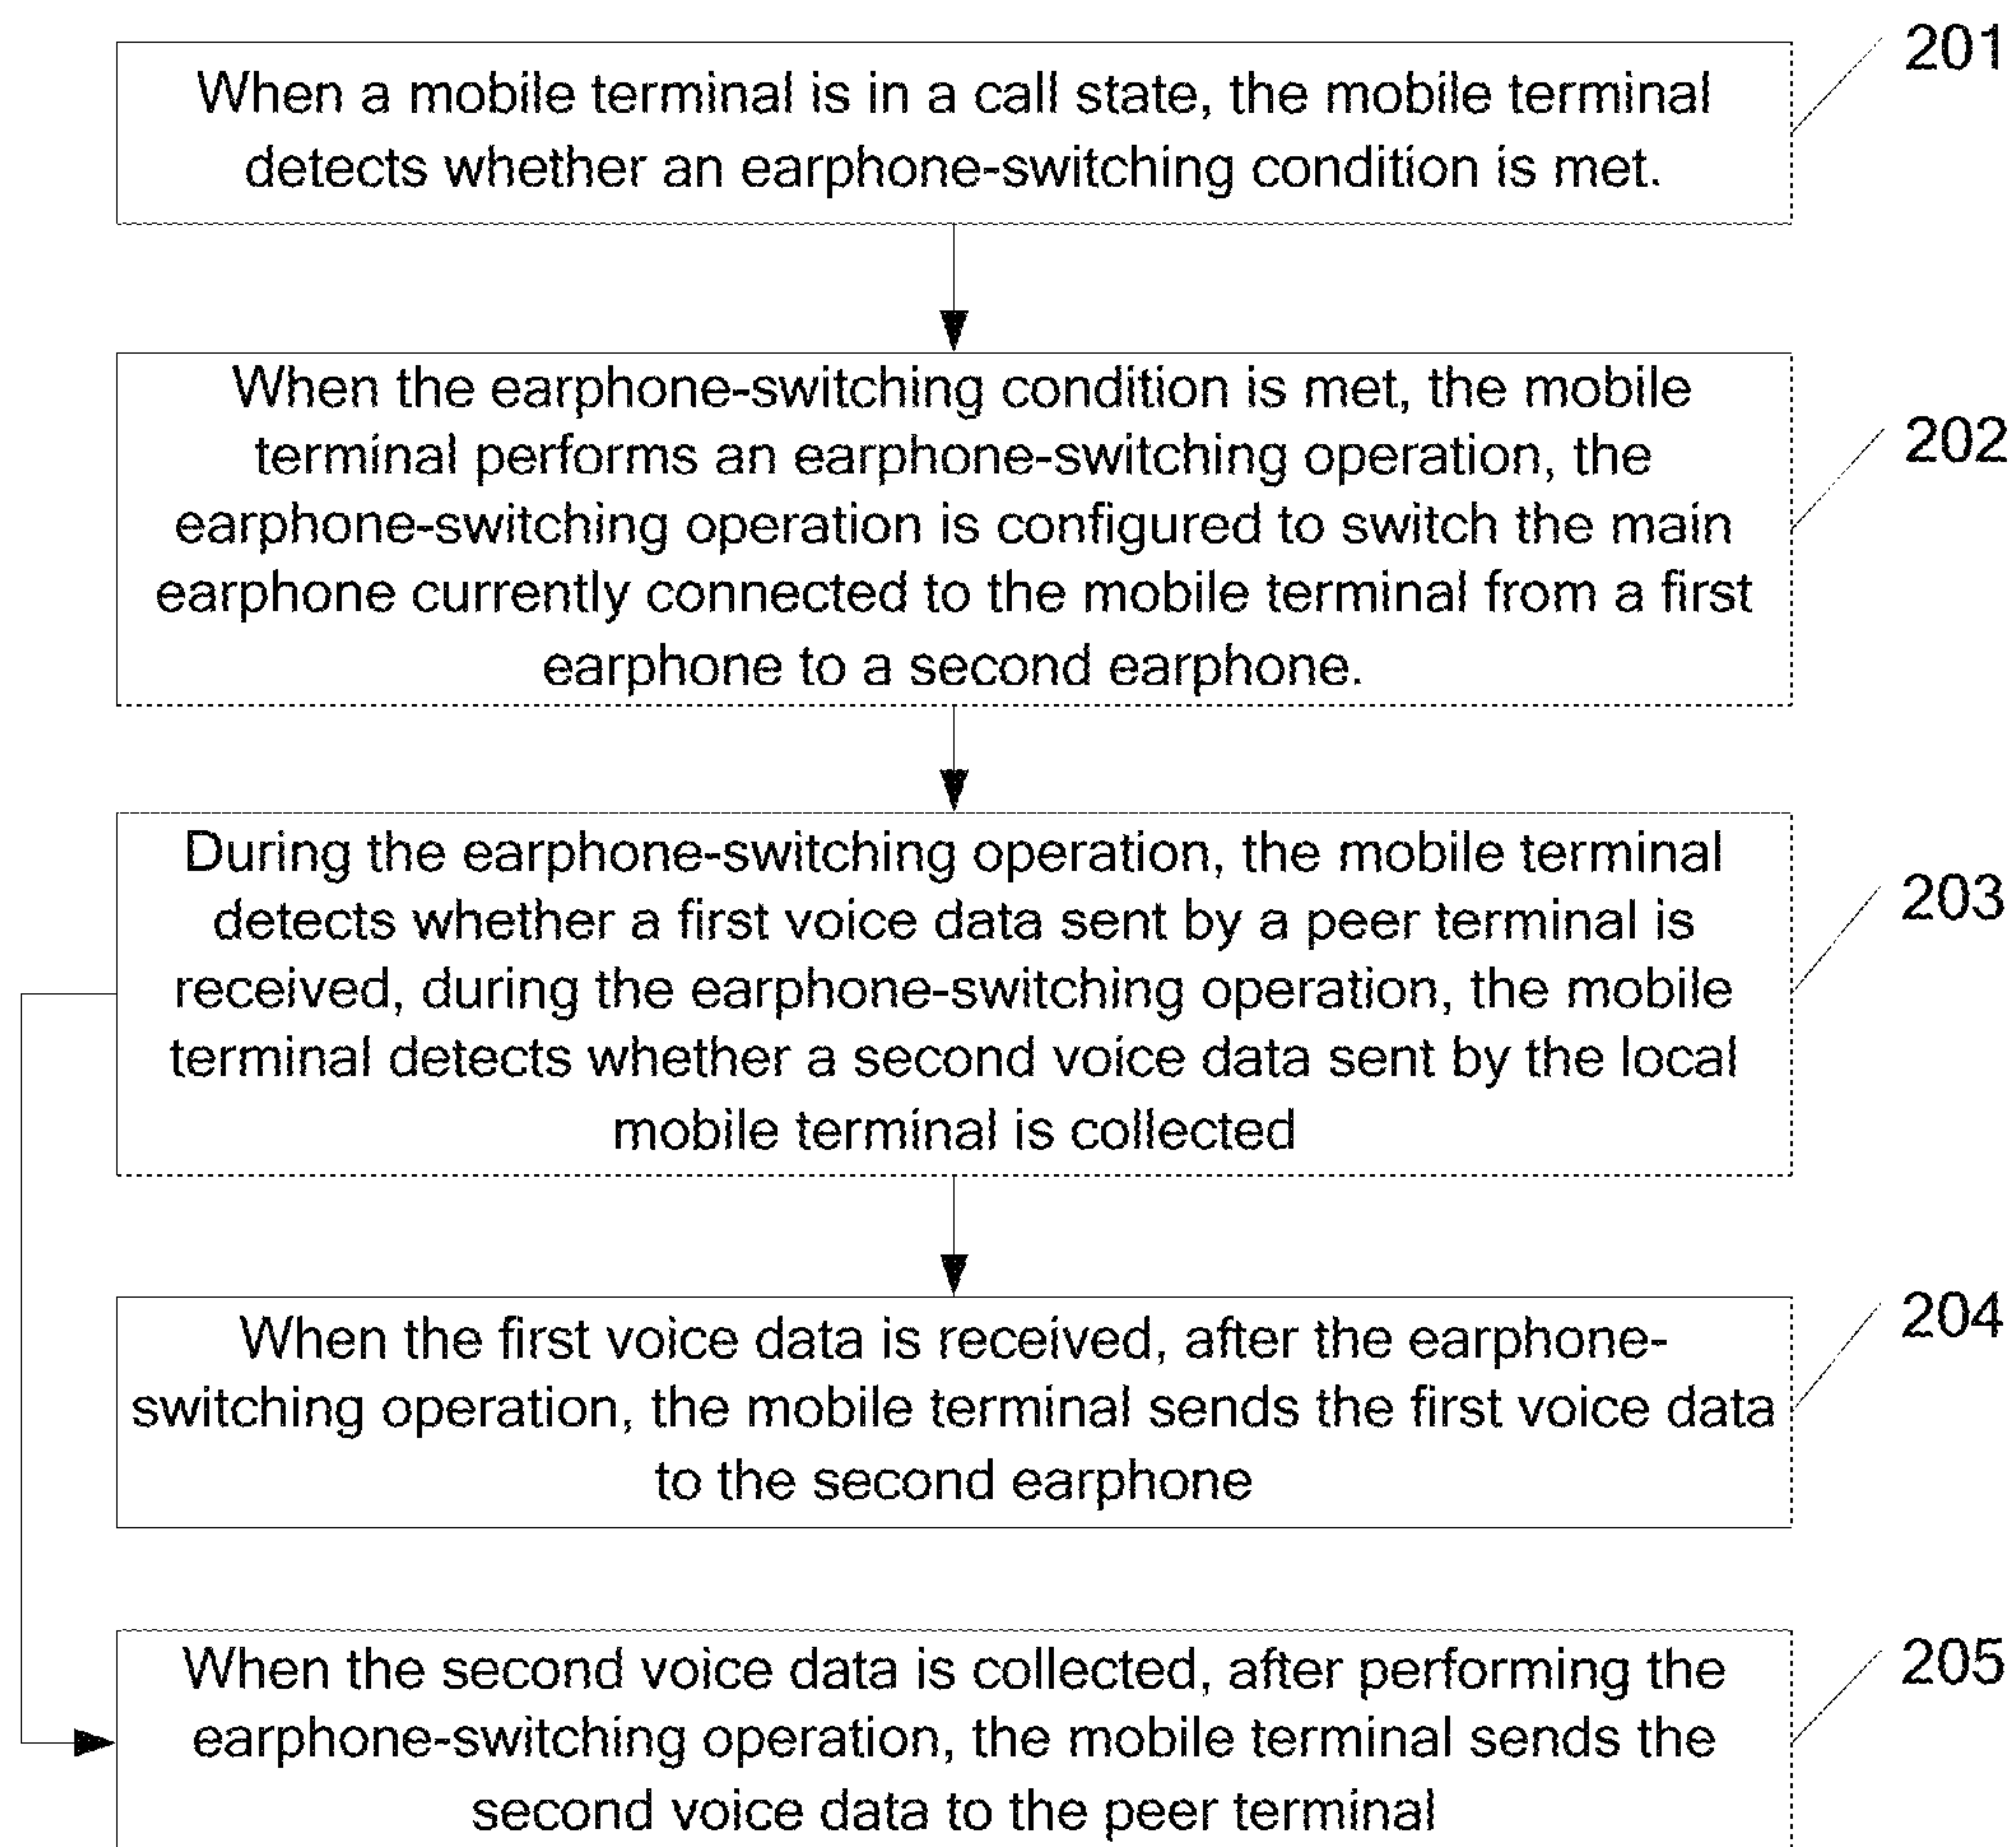 201
When a mobile terminal is in a call state, the mobile terminal
detects whether an earphone-switching condition is met.
When the earphone-switching condition is met, the mobile
terminal performs an earphone-switching operation, the
earphone-switching operation is configured to switch the main
earphone currently connected to the mobile terminal from a first
earphone to a second earphone.
202
During the earphone-switching operation, the mobile terminal
detects whether a first voice data sent by a peer terminal is
received, during the earphone-switching operation, the mobile
terminal detects whether a second voice data sent by the local
mobile terminal is collected
203
When the first voice data is received, after the earphone-
switching operation, the mobile terminal sends the first voice data
to the second earphone
204
When the second voice data is collected, after performing the
earphone-switching operation, the mobile terminal sends the
second voice data to the peer terminal
205